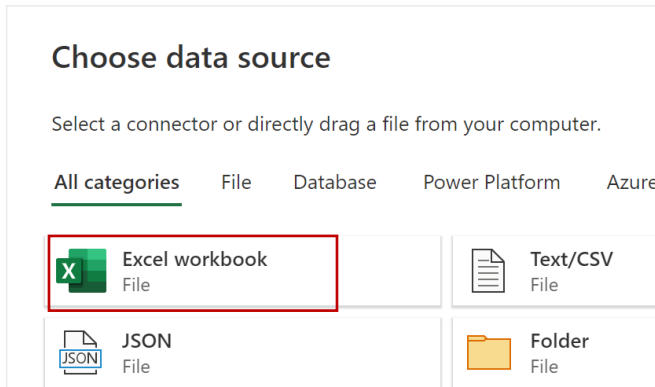 Choose data source
Select a connector or directly drag a file from your computer.
All categories File Database Power Platform Azure
Excel workbook Text/CSV
File File
JSON Folder
File File
X
JSON